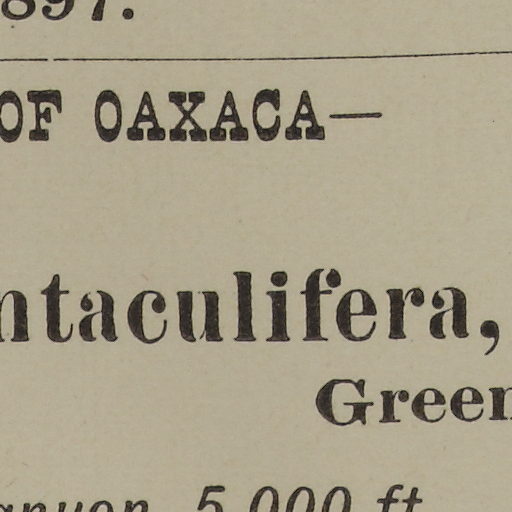 897.
OF OAXACA—
ntaculifera,
Green
anyon, 5,000 ft.